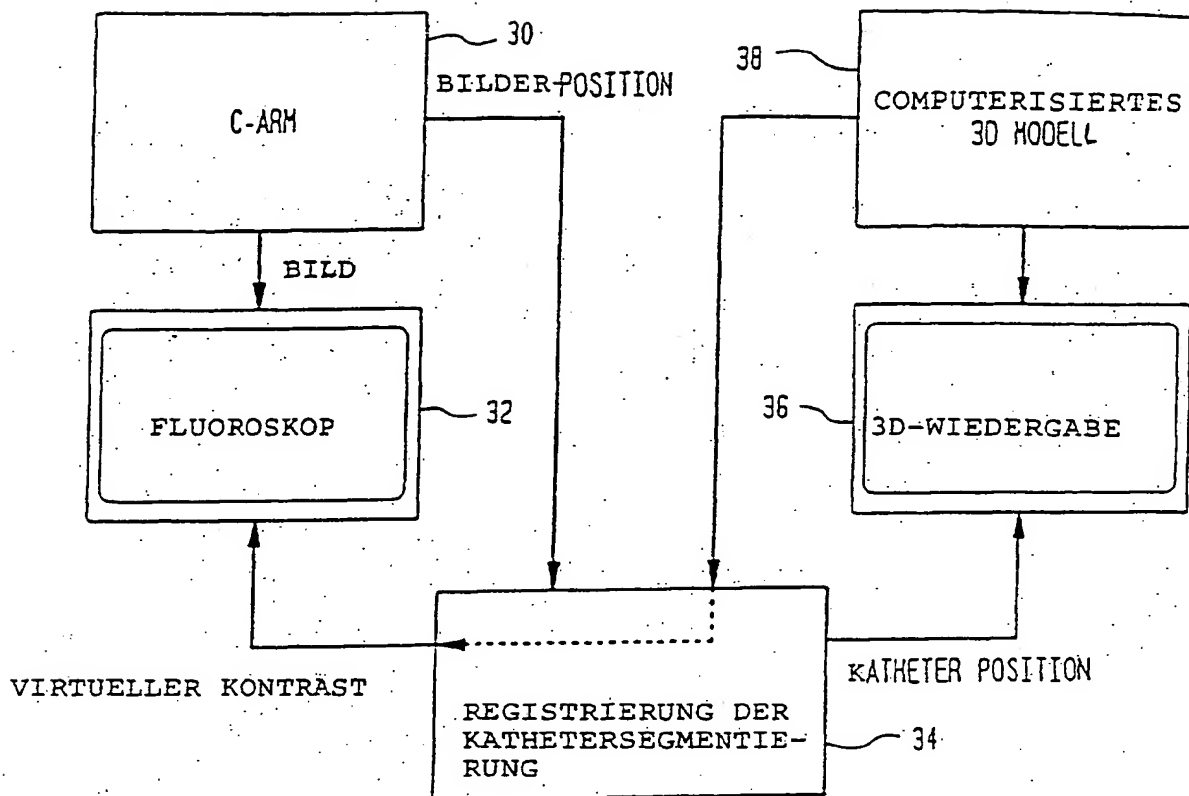 30
BILDER-POSITION
C-ARM
BILD
FLUOROSKOP
32
38
COMPUTERISIERTES
3D MODELL
36
3D-WIEDERGABE
VIRTUELLER KONTRAST
KATHETER POSITION
REGISTRIERUNG DER
KATHETERSEGMENTIE-
RUNG
34